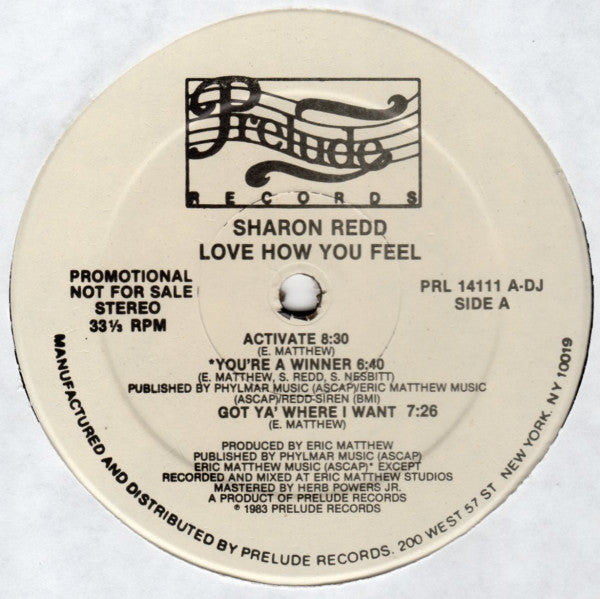 Prelude
RECORDS
SHARON REDD
LOVE HOW YOU FEEL
PROMOTIONAL
NOT FOR SALE
STEREO
33⅓ RPM
PRL 14111 A-DJ
SIDE A
ACTIVATE 8:30
(E. MATTHEW)
*YOU'RE A WINNER 6:40
(E. MATTHEW, S. REDD, S. NESBITT)
PUBLISHED BY PHYLMAR MUSIC (ASCAP)/ERIC MATTHEW MUSIC
(ASCAP)/REDD-SIREN (BMI)
GOT YA' WHERE I WANT 7:26
(E. MATTHEW)
PRODUCED BY ERIC MATTHEW
PUBLISHED BY PHYLMAR MUSIC (ASCAP)
ERIC MATTHEW MUSIC (ASCAP)* EXCEPT
RECORDED AND MIXED AT ERIC MATTHEW STUDIOS
MASTERED BY HERB POWERS JR.
A PRODUCT OF PRELUDE RECORDS
℗ 1983 PRELUDE RECORDS
MANUFACTURED AND DISTRIBUTED BY PRELUDE RECORDS, 200 WEST 57 ST NEW YORK, NY 10019